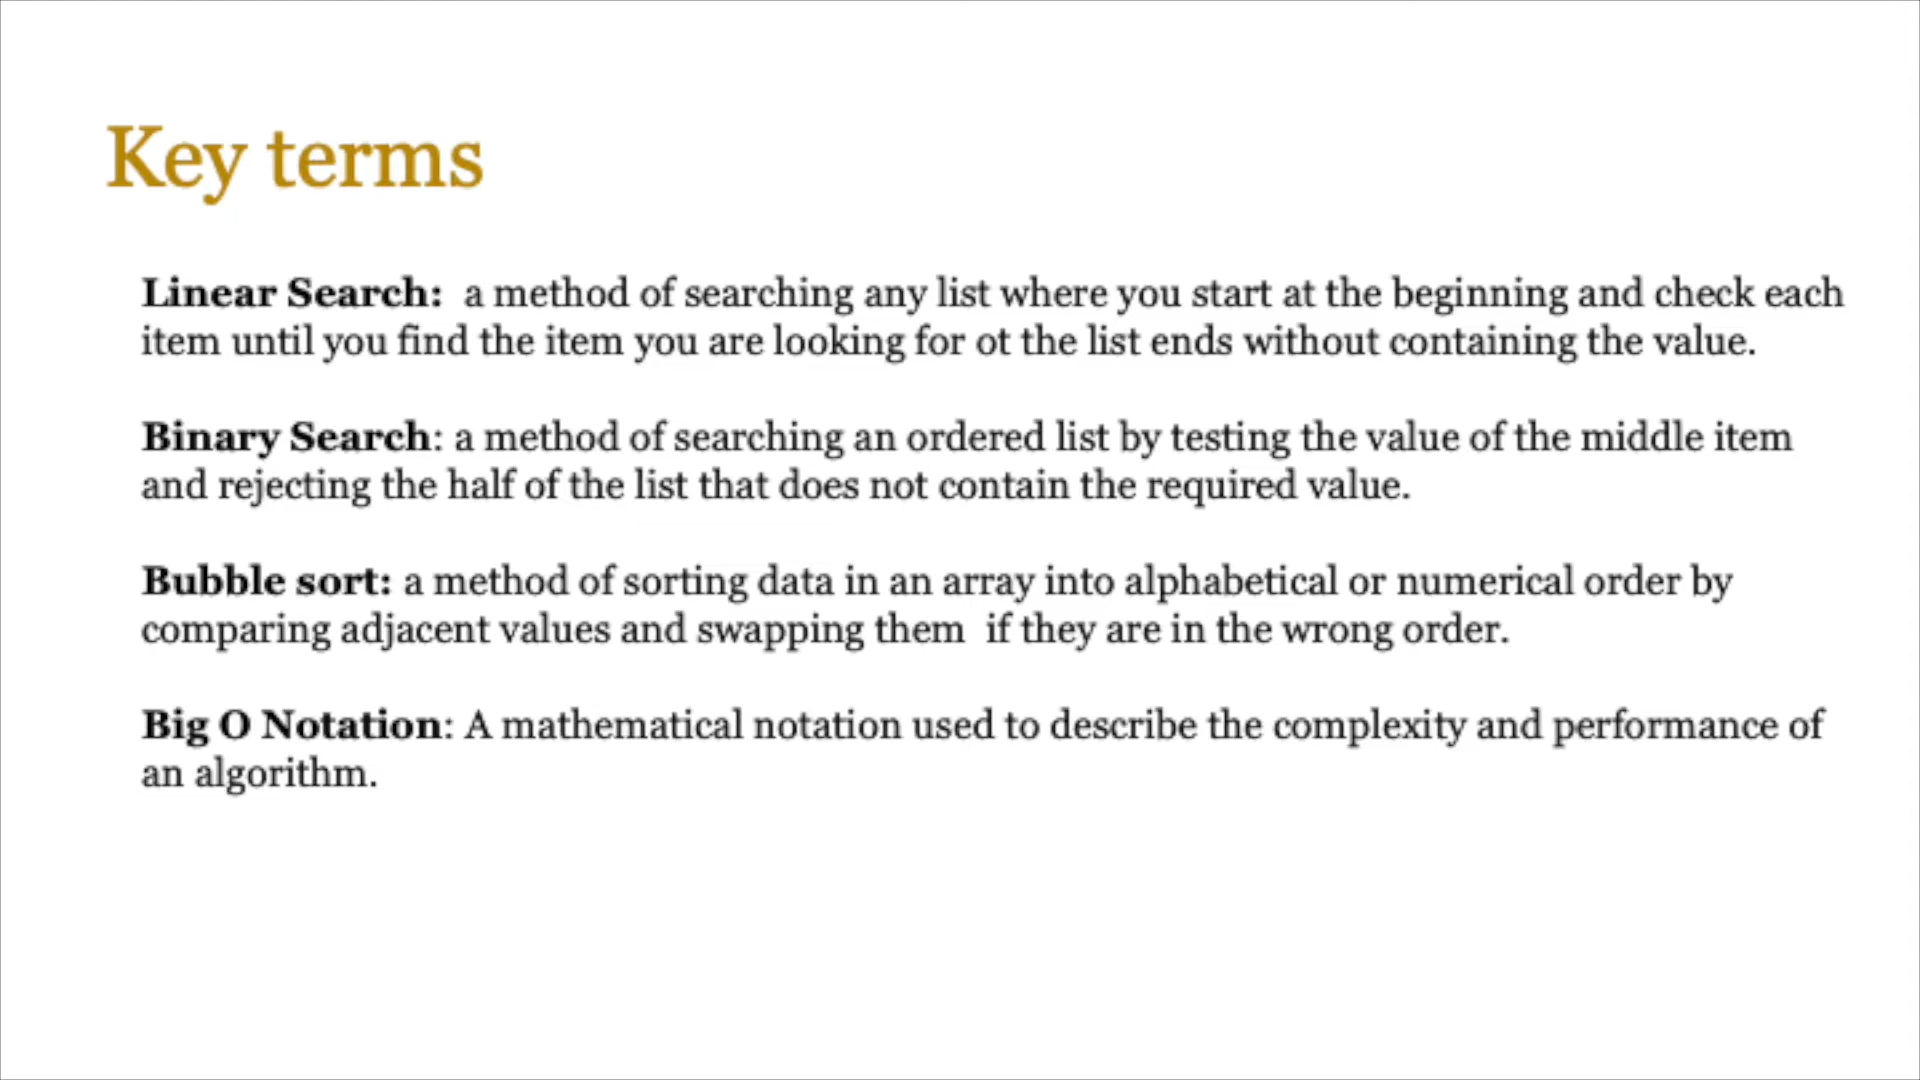 Key terms
Linear Search:  a method of searching any list where you start at the beginning and check each
item until you find the item you are looking for ot the list ends without containing the value.
Binary Search: a method of searching an ordered list by testing the value of the middle item
and rejecting the half of the list that does not contain the required value.
Bubble sort: a method of sorting data in an array into alphabetical or numerical order by
comparing adjacent values and swapping them  if they are in the wrong order.
Big O Notation: A mathematical notation used to describe the complexity and performance of
an algorithm.